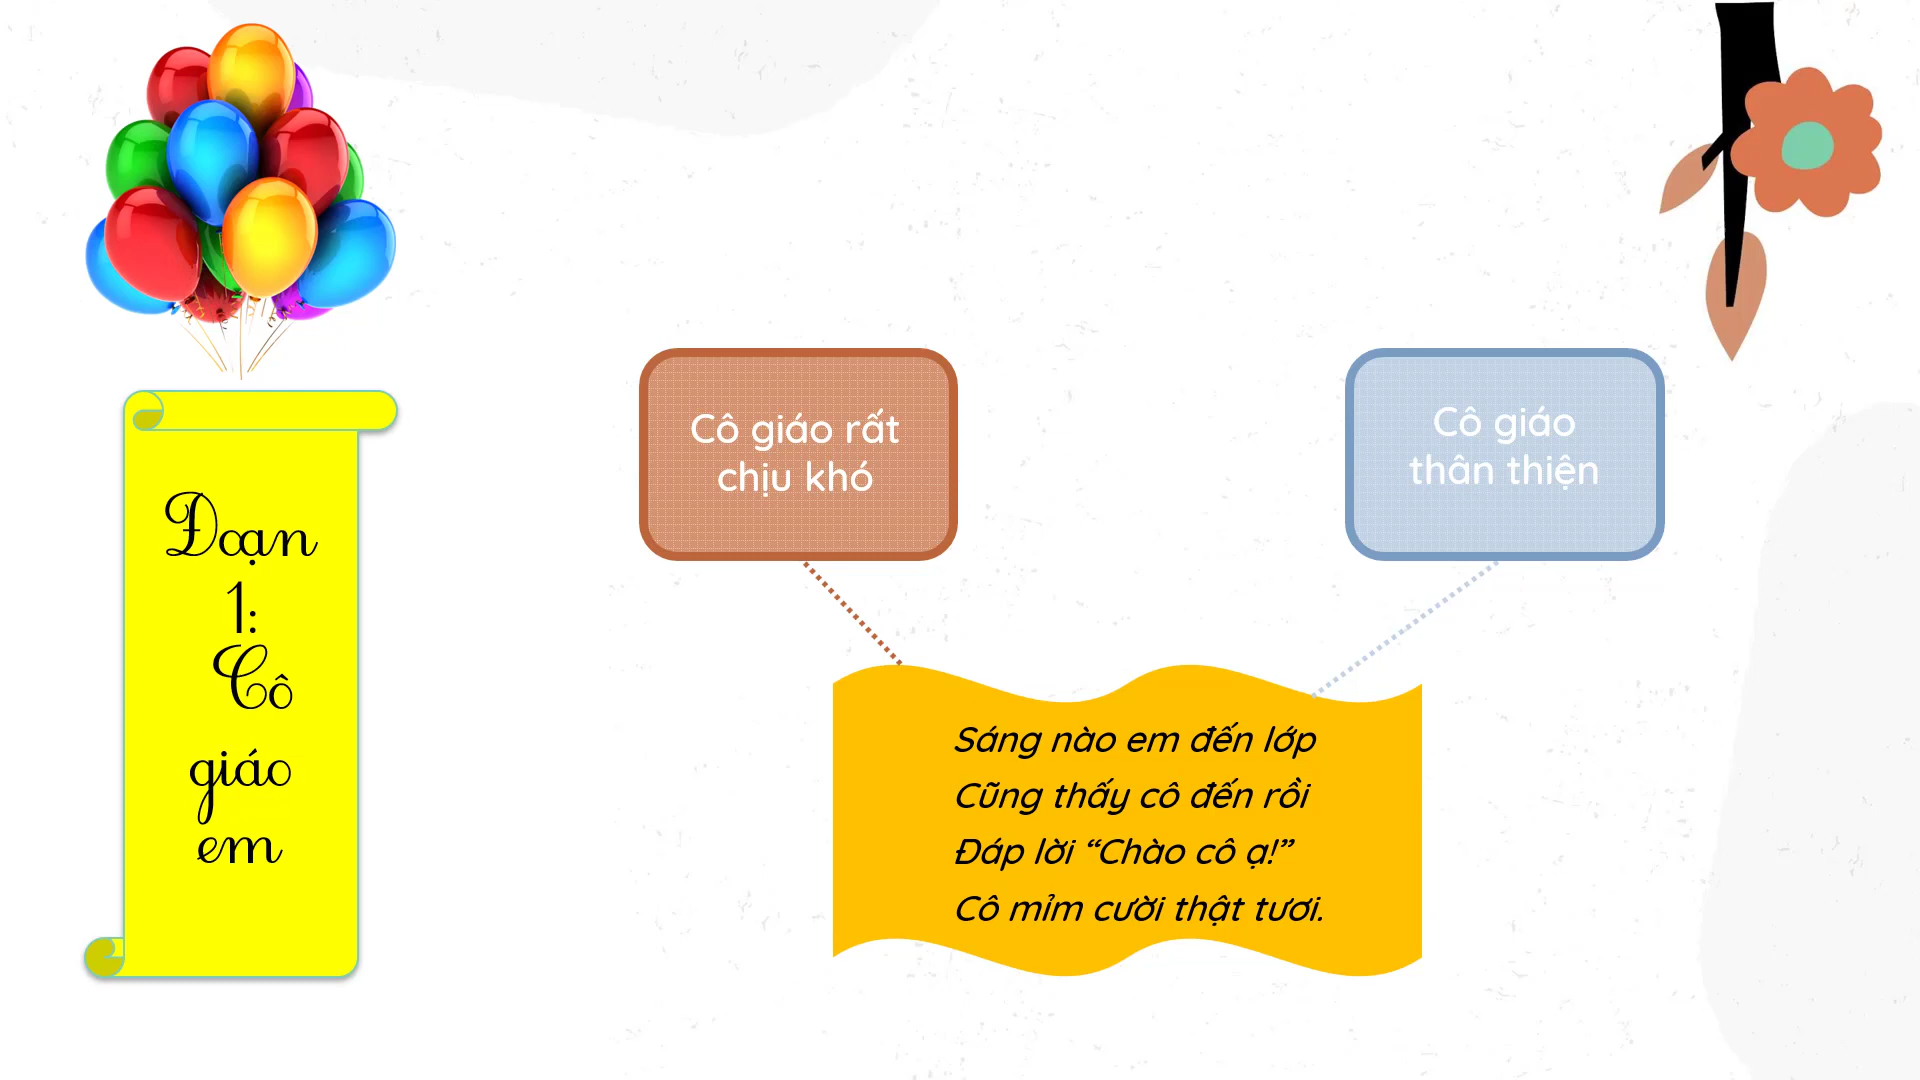 Đoạn
1:
Cô
giáo
em
Cô giáo rất
chịu khó
Cô giáo
thân thiện
Sáng nào em đến lớp
Cũng thấy cô đến rồi
Đáp lời “Chào cô ạ!”
Cô mỉm cười thật tươi.